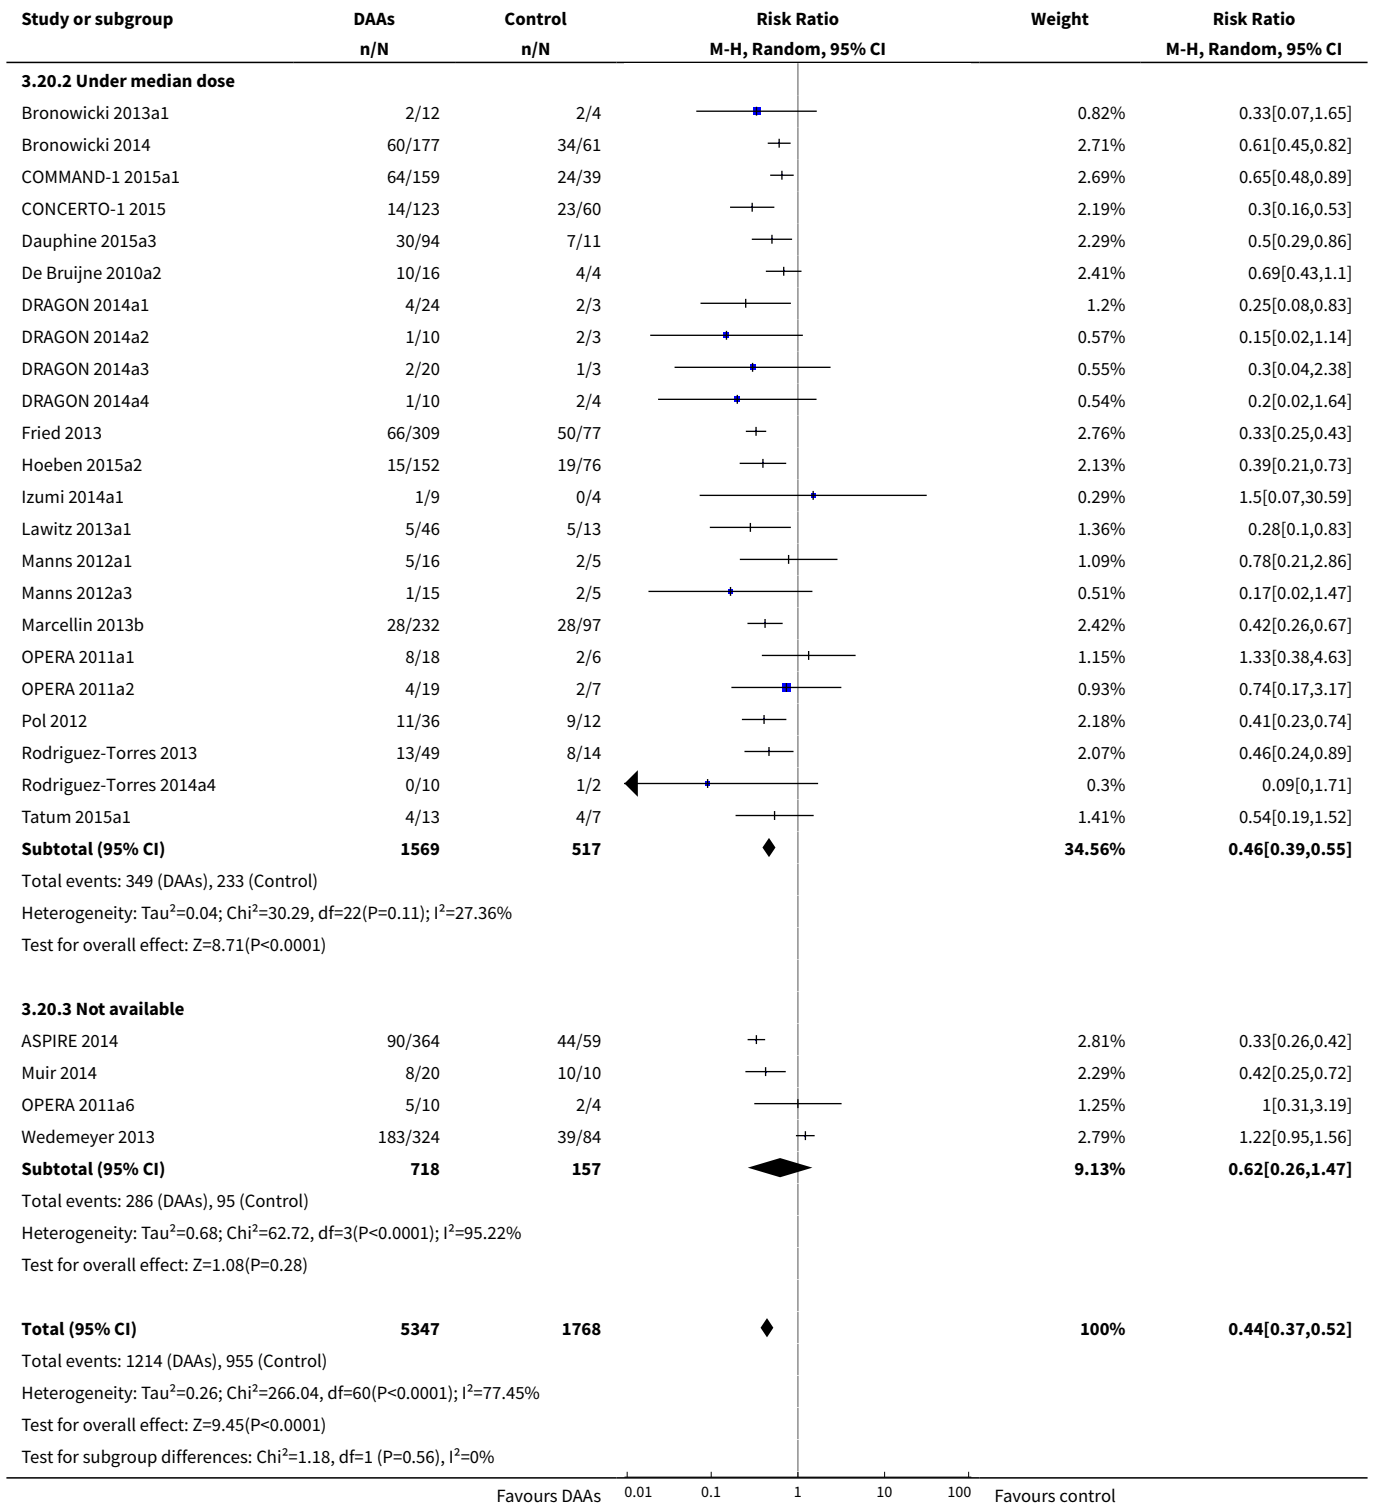 Study or subgroup DAAs Control Risk Ratio Weight Risk Ratio
n/N n/N M-H, Random, 95% CI M-H, Random, 95% CI
3.20.2 Under median dose
Bronowicki 2013a1 2/12 2/4 0.82% 0.33[0.07,1.65]
Bronowicki 2014 60/177 34/61 2.71% 0.61[0.45,0.82]
COMMAND-1 2015a1 64/159 24/39 2.69% 0.65[0.48,0.89]
CONCERTO-1 2015 14/123 23/60 2.19% 0.3[0.16,0.53]
Dauphine 2015a3 30/94 7/11 2.29% 0.5[0.29,0.86]
De Bruijne 2010a2 10/16 4/4 2.41% 0.69[0.43,1.1]
DRAGON 2014a1 4/24 2/3 1.2% 0.25[0.08,0.83]
DRAGON 2014a2 1/10 2/3 0.57% 0.15[0.02,1.14]
DRAGON 2014a3 2/20 1/3 0.55% 0.3[0.04,2.38]
DRAGON 2014a4 1/10 2/4 0.54% 0.2[0.02,1.64]
Fried 2013 66/309 50/77 2.76% 0.33[0.25,0.43]
Hoeben 2015a2 15/152 19/76 2.13% 0.39[0.21,0.73]
Izumi 2014a1 1/9 0/4 0.29% 1.5[0.07,30.59]
Lawitz 2013a1 5/46 5/13 1.36% 0.28[0.1,0.83]
Manns 2012a1 5/16 2/5 1.09% 0.78[0.21,2.86]
Manns 2012a3 1/15 2/5 0.51% 0.17[0.02,1.47]
Marcellin 2013b 28/232 28/97 2.42% 0.42[0.26,0.67]
OPERA 2011a1 8/18 2/6 1.15% 1.33[0.38,4.63]
OPERA 2011a2 4/19 2/7 0.93% 0.74[0.17,3.17]
Pol 2012 11/36 9/12 2.18% 0.41[0.23,0.74]
Rodriguez-Torres 2013 13/49 8/14 2.07% 0.46[0.24,0.89]
Rodriguez-Torres 2014a4 0/10 1/2 0.3% 0.09[0,1.71]
Tatum 2015a1 4/13 4/7 1.41% 0.54[0.19,1.52]
Subtotal (95% CI) 1569 517 34.56% 0.46[0.39,0.55]
Total events: 349 (DAAs), 233 (Control)
Heterogeneity: Tau²=0.04; Chi²=30.29, df=22(P=0.11); I²=27.36%
Test for overall effect: Z=8.71(P<0.0001)
3.20.3 Not available
ASPIRE 2014 90/364 44/59 2.81% 0.33[0.26,0.42]
Muir 2014 8/20 10/10 2.29% 0.42[0.25,0.72]
OPERA 2011a6 5/10 2/4 1.25% 1[0.31,3.19]
Wedemeyer 2013 183/324 39/84 2.79% 1.22[0.95,1.56]
Subtotal (95% CI) 718 157 9.13% 0.62[0.26,1.47]
Total events: 286 (DAAs), 95 (Control)
Heterogeneity: Tau²=0.68; Chi²=62.72, df=3(P<0.0001); I²=95.22%
Test for overall effect: Z=1.08(P=0.28)
Total (95% CI) 5347 1768 100% 0.44[0.37,0.52]
Total events: 1214 (DAAs), 955 (Control)
Heterogeneity: Tau²=0.26; Chi²=266.04, df=60(P<0.0001); I²=77.45%
Test for overall effect: Z=9.45(P<0.0001)
Test for subgroup differences: Chi²=1.18, df=1 (P=0.56), I²=0%
Favours DAAs 0.01 0.1 1 10 100 Favours control